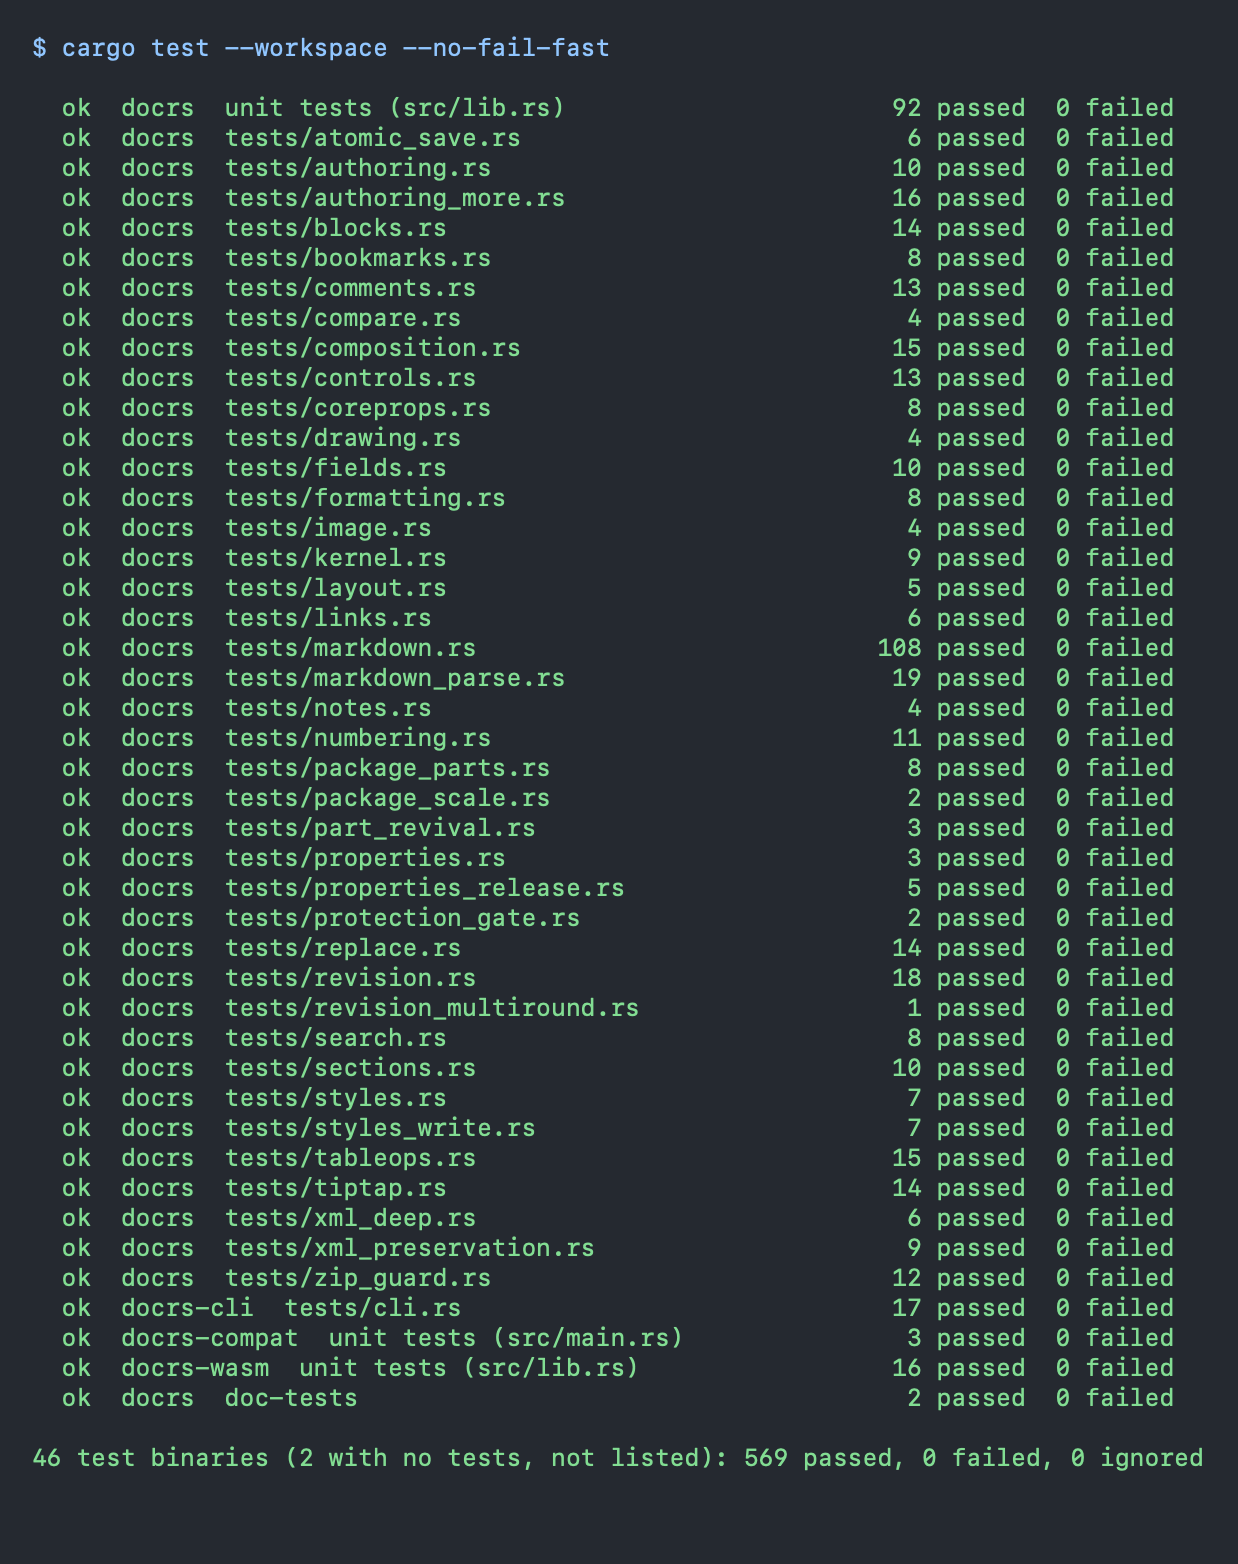 $ cargo test --workspace --no-fail-fast
ok  docrs  unit tests (src/lib.rs)  92 passed  0 failed
ok  docrs  tests/atomic_save.rs  6 passed  0 failed
ok  docrs  tests/authoring.rs  10 passed  0 failed
ok  docrs  tests/authoring_more.rs  16 passed  0 failed
ok  docrs  tests/blocks.rs  14 passed  0 failed
ok  docrs  tests/bookmarks.rs  8 passed  0 failed
ok  docrs  tests/comments.rs  13 passed  0 failed
ok  docrs  tests/compare.rs  4 passed  0 failed
ok  docrs  tests/composition.rs  15 passed  0 failed
ok  docrs  tests/controls.rs  13 passed  0 failed
ok  docrs  tests/coreprops.rs  8 passed  0 failed
ok  docrs  tests/drawing.rs  4 passed  0 failed
ok  docrs  tests/fields.rs  10 passed  0 failed
ok  docrs  tests/formatting.rs  8 passed  0 failed
ok  docrs  tests/image.rs  4 passed  0 failed
ok  docrs  tests/kernel.rs  9 passed  0 failed
ok  docrs  tests/layout.rs  5 passed  0 failed
ok  docrs  tests/links.rs  6 passed  0 failed
ok  docrs  tests/markdown.rs  108 passed  0 failed
ok  docrs  tests/markdown_parse.rs  19 passed  0 failed
ok  docrs  tests/notes.rs  4 passed  0 failed
ok  docrs  tests/numbering.rs  11 passed  0 failed
ok  docrs  tests/package_parts.rs  8 passed  0 failed
ok  docrs  tests/package_scale.rs  2 passed  0 failed
ok  docrs  tests/part_revival.rs  3 passed  0 failed
ok  docrs  tests/properties.rs  3 passed  0 failed
ok  docrs  tests/properties_release.rs  5 passed  0 failed
ok  docrs  tests/protection_gate.rs  2 passed  0 failed
ok  docrs  tests/replace.rs  14 passed  0 failed
ok  docrs  tests/revision.rs  18 passed  0 failed
ok  docrs  tests/revision_multiround.rs  1 passed  0 failed
ok  docrs  tests/search.rs  8 passed  0 failed
ok  docrs  tests/sections.rs  10 passed  0 failed
ok  docrs  tests/styles.rs  7 passed  0 failed
ok  docrs  tests/styles_write.rs  7 passed  0 failed
ok  docrs  tests/tableops.rs  15 passed  0 failed
ok  docrs  tests/tiptap.rs  14 passed  0 failed
ok  docrs  tests/xml_deep.rs  6 passed  0 failed
ok  docrs  tests/xml_preservation.rs  9 passed  0 failed
ok  docrs  tests/zip_guard.rs  12 passed  0 failed
ok  docrs-cli  tests/cli.rs  17 passed  0 failed
ok  docrs-compat  unit tests (src/main.rs)  3 passed  0 failed
ok  docrs-wasm  unit tests (src/lib.rs)  16 passed  0 failed
ok  docrs  doc-tests  2 passed  0 failed
46 test binaries (2 with no tests, not listed): 569 passed, 0 failed, 0 ignored